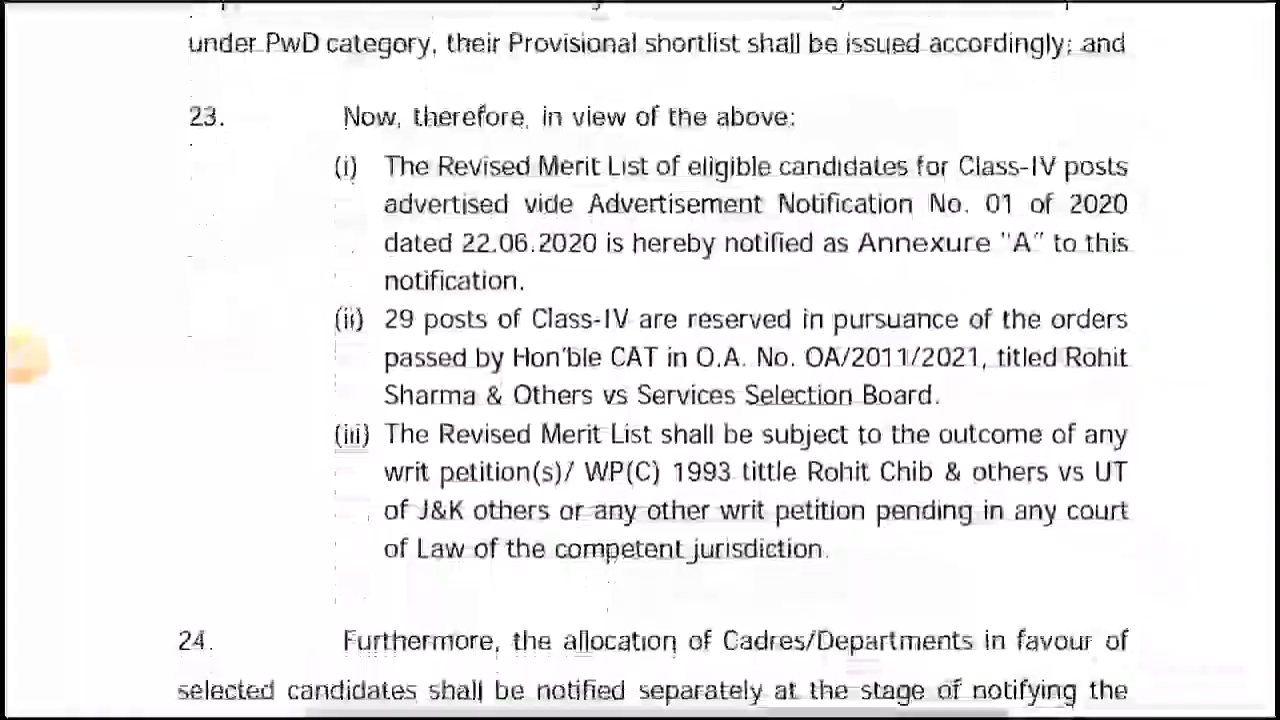 under PwD category, their Provisional shortlist shall be issued accordingly; and
23. Now, therefore, in view of the above:
(i) The Revised Merit List of eligible candidates for Class-IV posts
advertised vide Advertisement Notification No. 01 of 2020
dated 22.06.2020 is hereby notified as Annexure "A" to this
notification.
(ii) 29 posts of Class-IV are reserved in pursuance of the orders
passed by Hon'ble CAT in O.A. No. OA/2011/2021, titled Rohit
Sharma & Others vs Services Selection Board.
(iii) The Revised Merit List shall be subject to the outcome of any
writ petition(s)/ WP(C) 1993 tittle Rohit Chib & others vs UT
of J&K others or any other writ petition pending in any court
of Law of the competent jurisdiction.
24. Furthermore, the allocation of Cadres/Departments in favour of
selected candidates shall be notified separately at the stage of notifying the